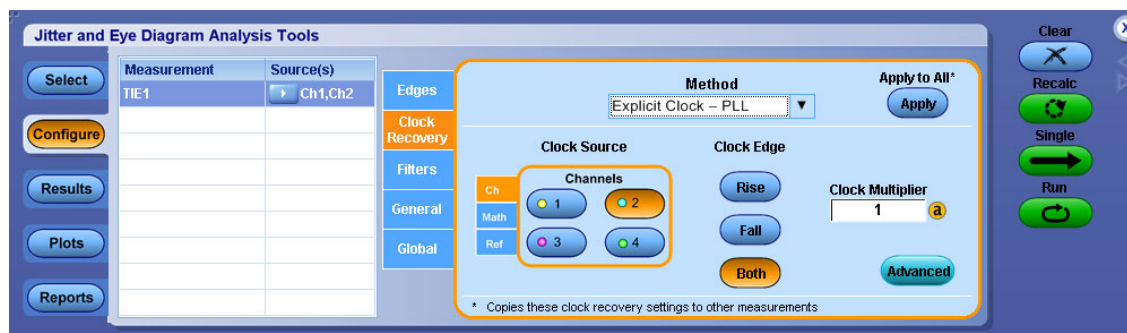 Jitter and Eye Diagram Analysis Tools
Select
Configure
Results
Plots
Reports
Measurement Source(s)
TIE1 Ch1,Ch2
Edges
Clock
Recovery
Filters
General
Global
Method
Explicit Clock – PLL
Apply to All*
Apply
Clock Source
Ch
Math
Ref
Channels
1 2
3 4
Clock Edge
Rise
Fall
Both
Clock Multiplier
1 a
Advanced
* Copies these clock recovery settings to other measurements
Clear
X
Recalc
Single
Run